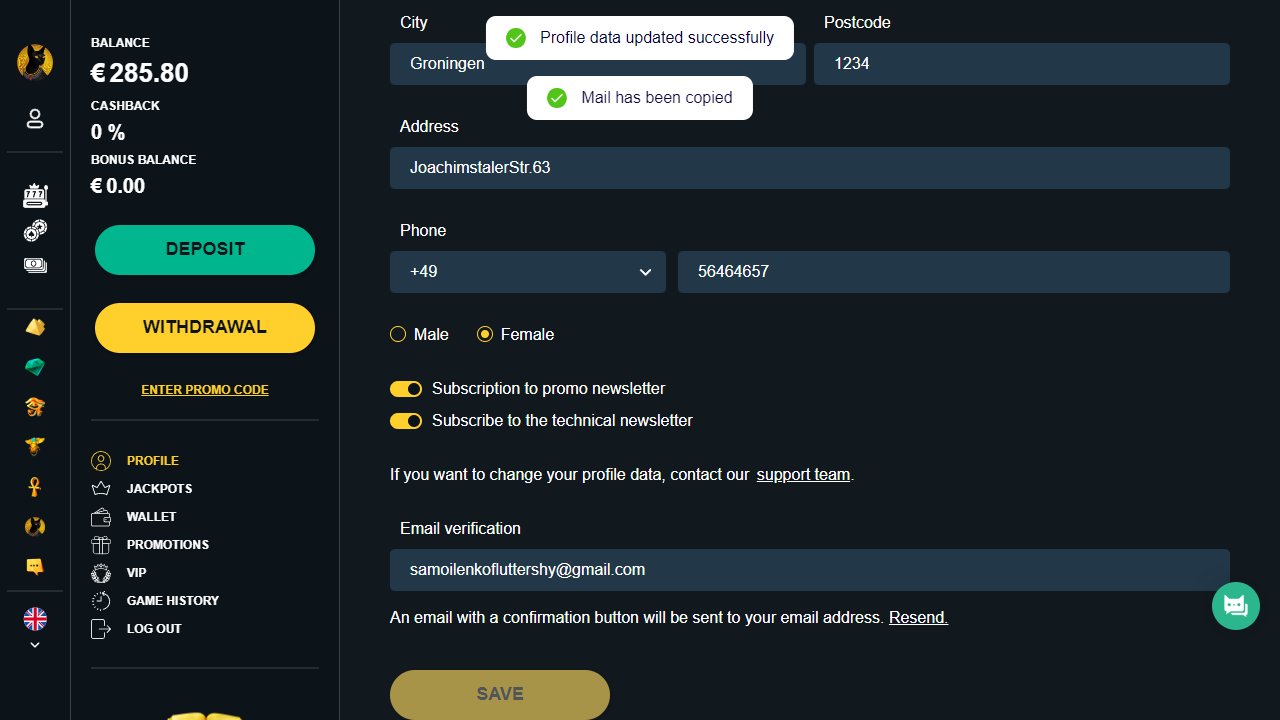 BALANCE
€ 285.80
CASHBACK
0 %
BONUS BALANCE
€ 0.00
DEPOSIT
WITHDRAWAL
ENTER PROMO CODE
PROFILE
JACKPOTS
WALLET
PROMOTIONS
VIP
GAME HISTORY
LOG OUT
Profile data updated successfully
Mail has been copied
City
Postcode
Groningen
1234
Address
JoachimstalerStr.63
Phone
+49
56464657
Male
Female
Subscription to promo newsletter
Subscribe to the technical newsletter
If you want to change your profile data, contact our support team.
Email verification
samoilenkofluttershy@gmail.com
An email with a confirmation button will be sent to your email address. Resend.
SAVE